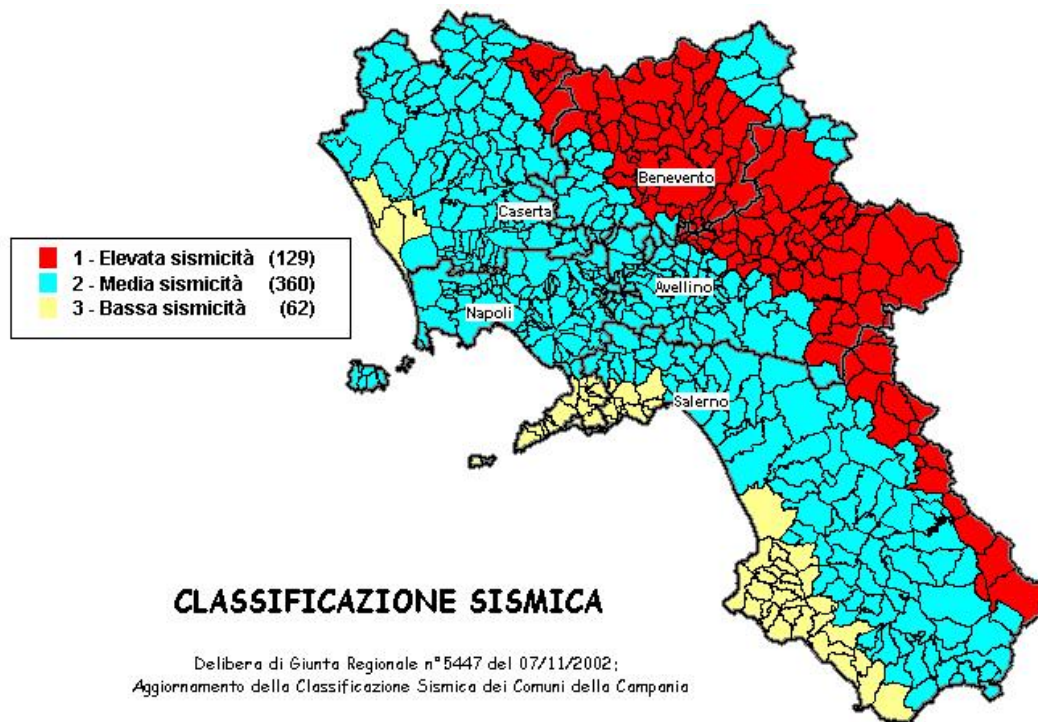 Benevento
Caserta
1 - Elevata sismicità (129)
2 - Media sismicità (360)
3 - Bassa sismicità (62)
Avellino
Napoli
Salerno
CLASSIFICAZIONE SISMICA
Delibera di Giunta Regionale n°5447 del 07/11/2002;
Aggiornamento della Classificazione Sismica dei Comuni della Campania